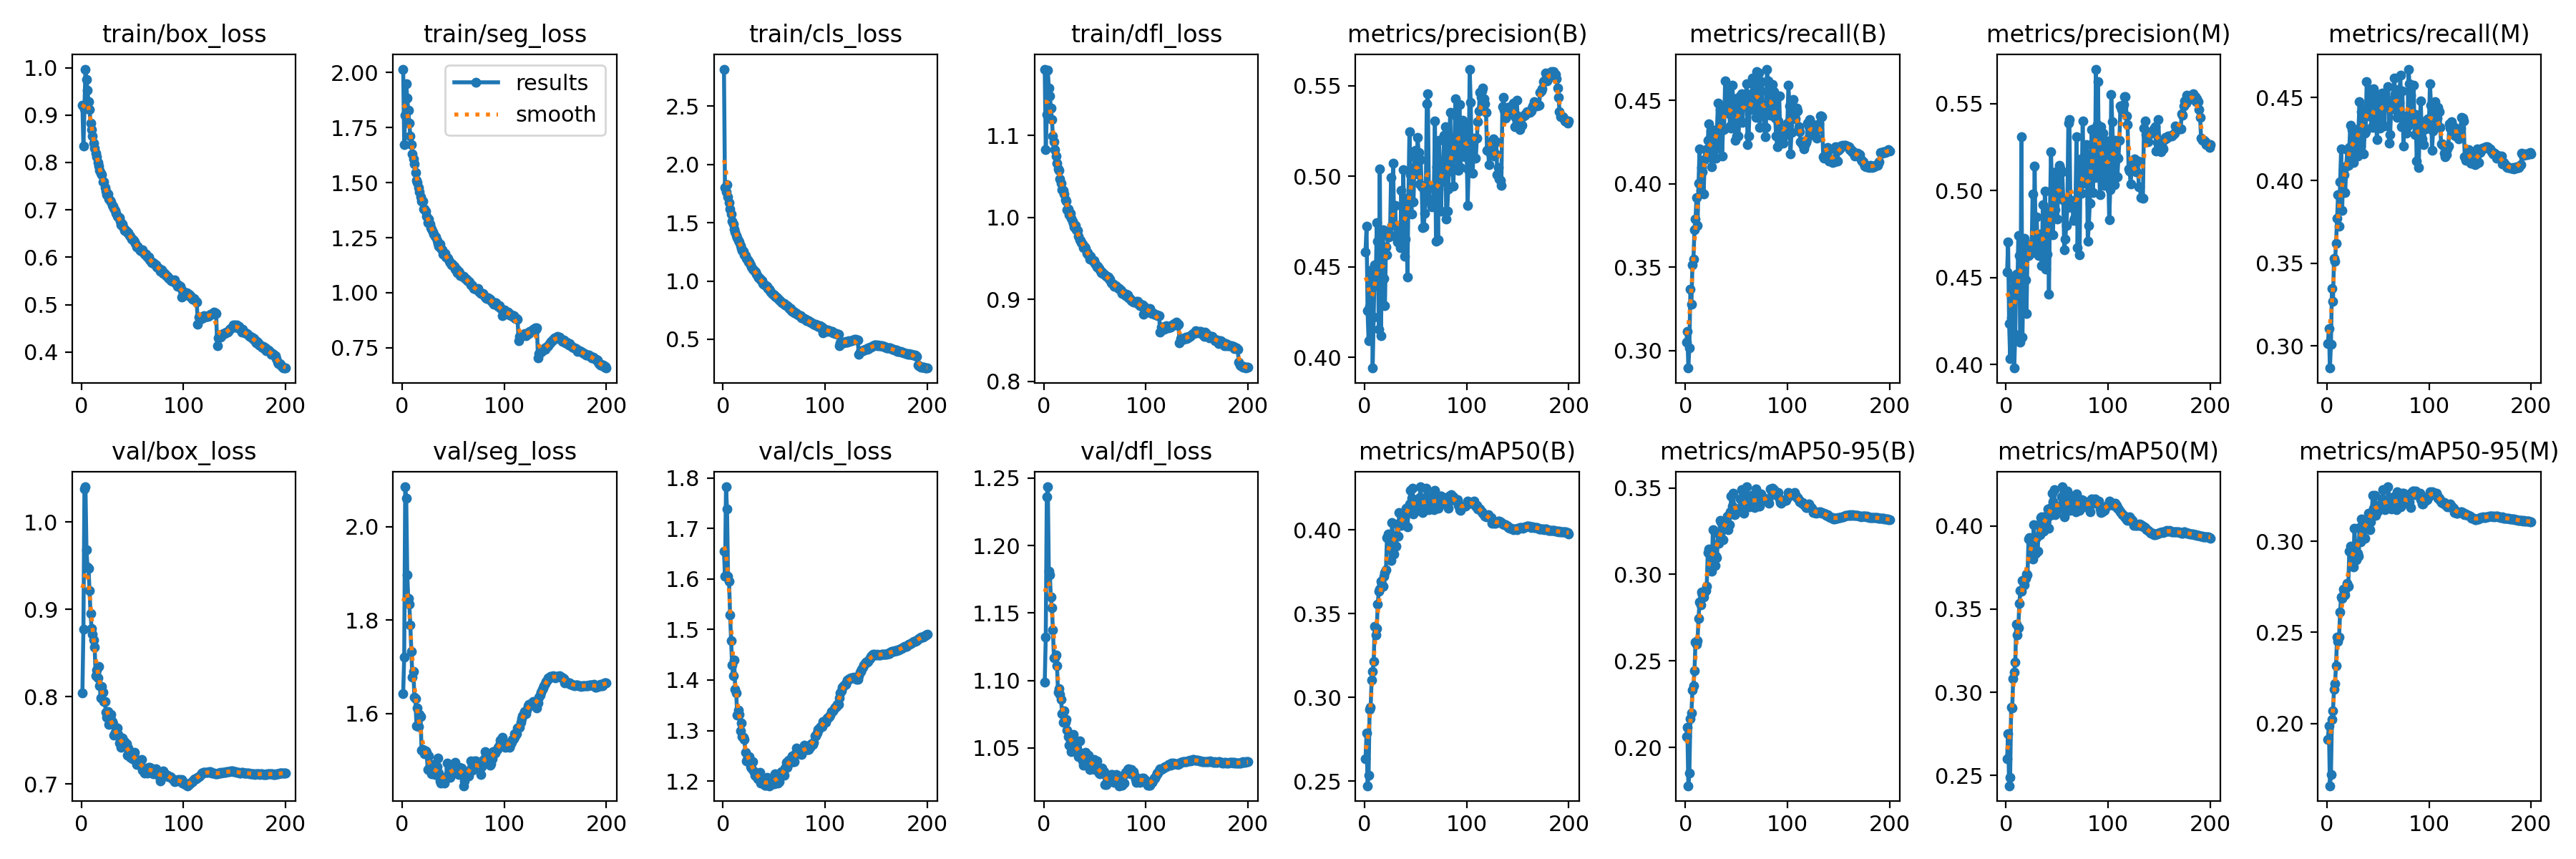 train/box_loss
train/seg_loss
train/cls_loss
train/dfl_loss
metrics/precision(B)
metrics/recall(B)
metrics/precision(M)
metrics/recall(M)
1.0
0.9
0.8
0.7
0.6
0.5
0.4
0 100 200
2.00
1.75
1.50
1.25
1.00
0.75
0 100 200
results
smooth
2.5
2.0
1.5
1.0
0.5
0 100 200
1.1
1.0
0.9
0.8
0 100 200
0.55
0.50
0.45
0.40
0 100 200
0.45
0.40
0.35
0.30
0 100 200
0.55
0.50
0.45
0.40
0 100 200
0.45
0.40
0.35
0.30
0 100 200
val/box_loss
val/seg_loss
val/cls_loss
val/dfl_loss
metrics/mAP50(B)
metrics/mAP50-95(B)
metrics/mAP50(M)
metrics/mAP50-95(M)
1.0
0.9
0.8
0.7
0 100 200
2.0
1.8
1.6
0 100 200
1.8
1.7
1.6
1.5
1.4
1.3
1.2
0 100 200
1.25
1.20
1.15
1.10
1.05
0 100 200
0.40
0.35
0.30
0.25
0 100 200
0.35
0.30
0.25
0.20
0 100 200
0.40
0.35
0.30
0.25
0 100 200
0.30
0.25
0.20
0 100 200